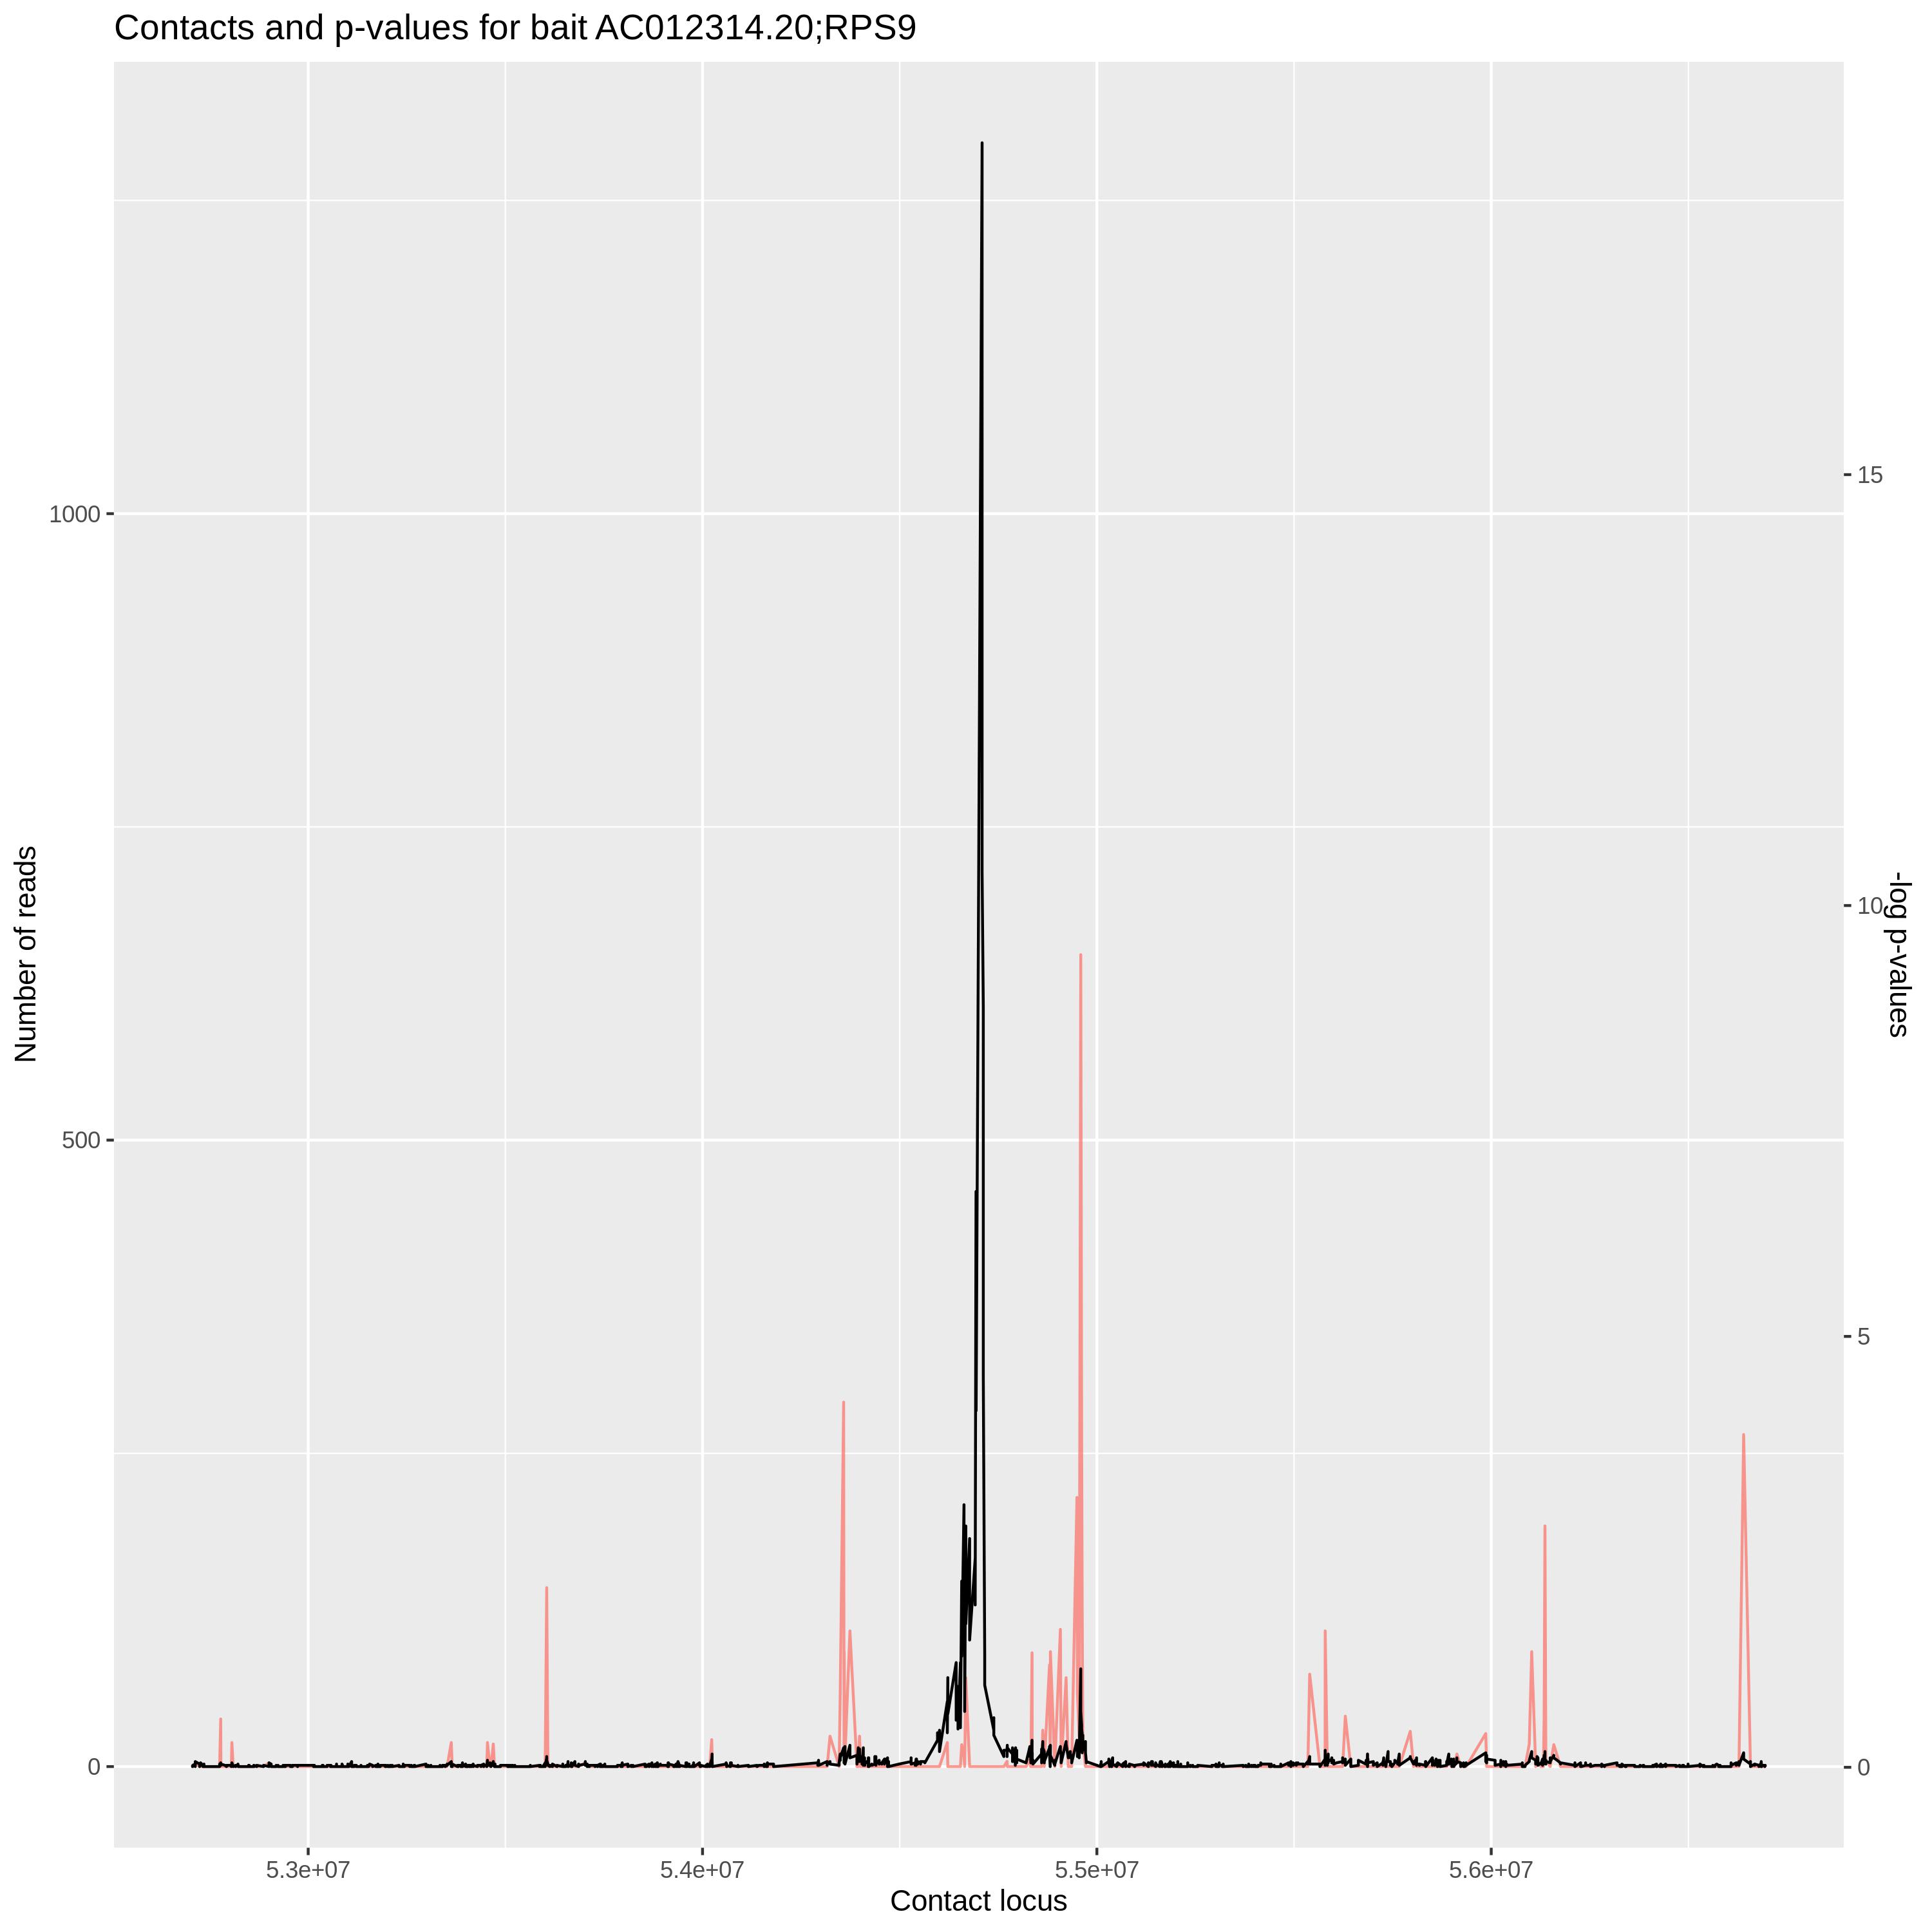 Contacts and p-values for bait AC012314.20;RPS9
Number of reads
1000
500
0
15
10
5
0
-log p-values
5.3e+07
5.4e+07
5.5e+07
5.6e+07
Contact locus